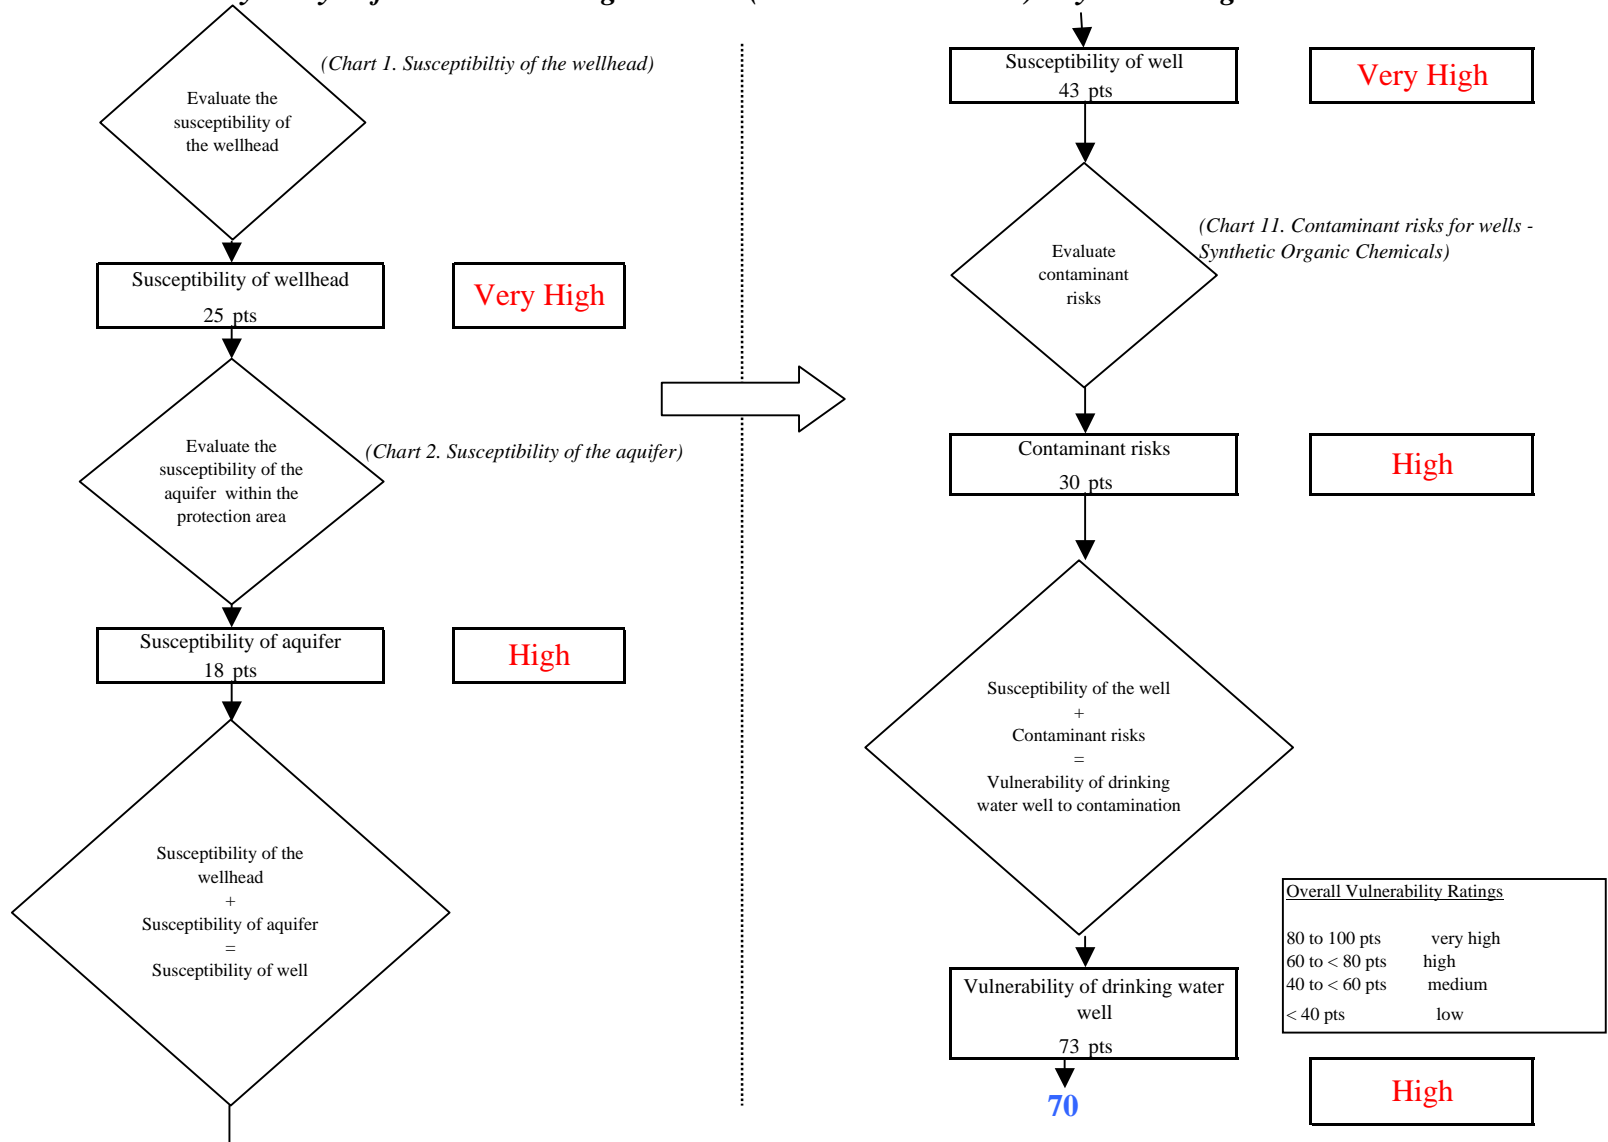 (Chart 1. Susceptibiltiy of the wellhead)
Evaluate the
susceptibility of
the wellhead
Susceptibility of wellhead
25 pts
Very High
Evaluate the
susceptibility of the
aquifer within the
protection area
(Chart 2. Susceptibility of the aquifer)
Susceptibility of aquifer
18 pts
High
Susceptibility of the
wellhead
+
Susceptibility of aquifer
=
Susceptibility of well
Susceptibility of well
43 pts
Very High
(Chart 11. Contaminant risks for wells -
Synthetic Organic Chemicals)
Evaluate
contaminant
risks
Contaminant risks
30 pts
High
Susceptibility of the well
+
Contaminant risks
=
Vulnerability of drinking
water well to contamination
Vulnerability of drinking water
well
73 pts
70
Overall Vulnerability Ratings
80 to 100 pts very high
60 to < 80 pts high
40 to < 60 pts medium
< 40 pts low
High